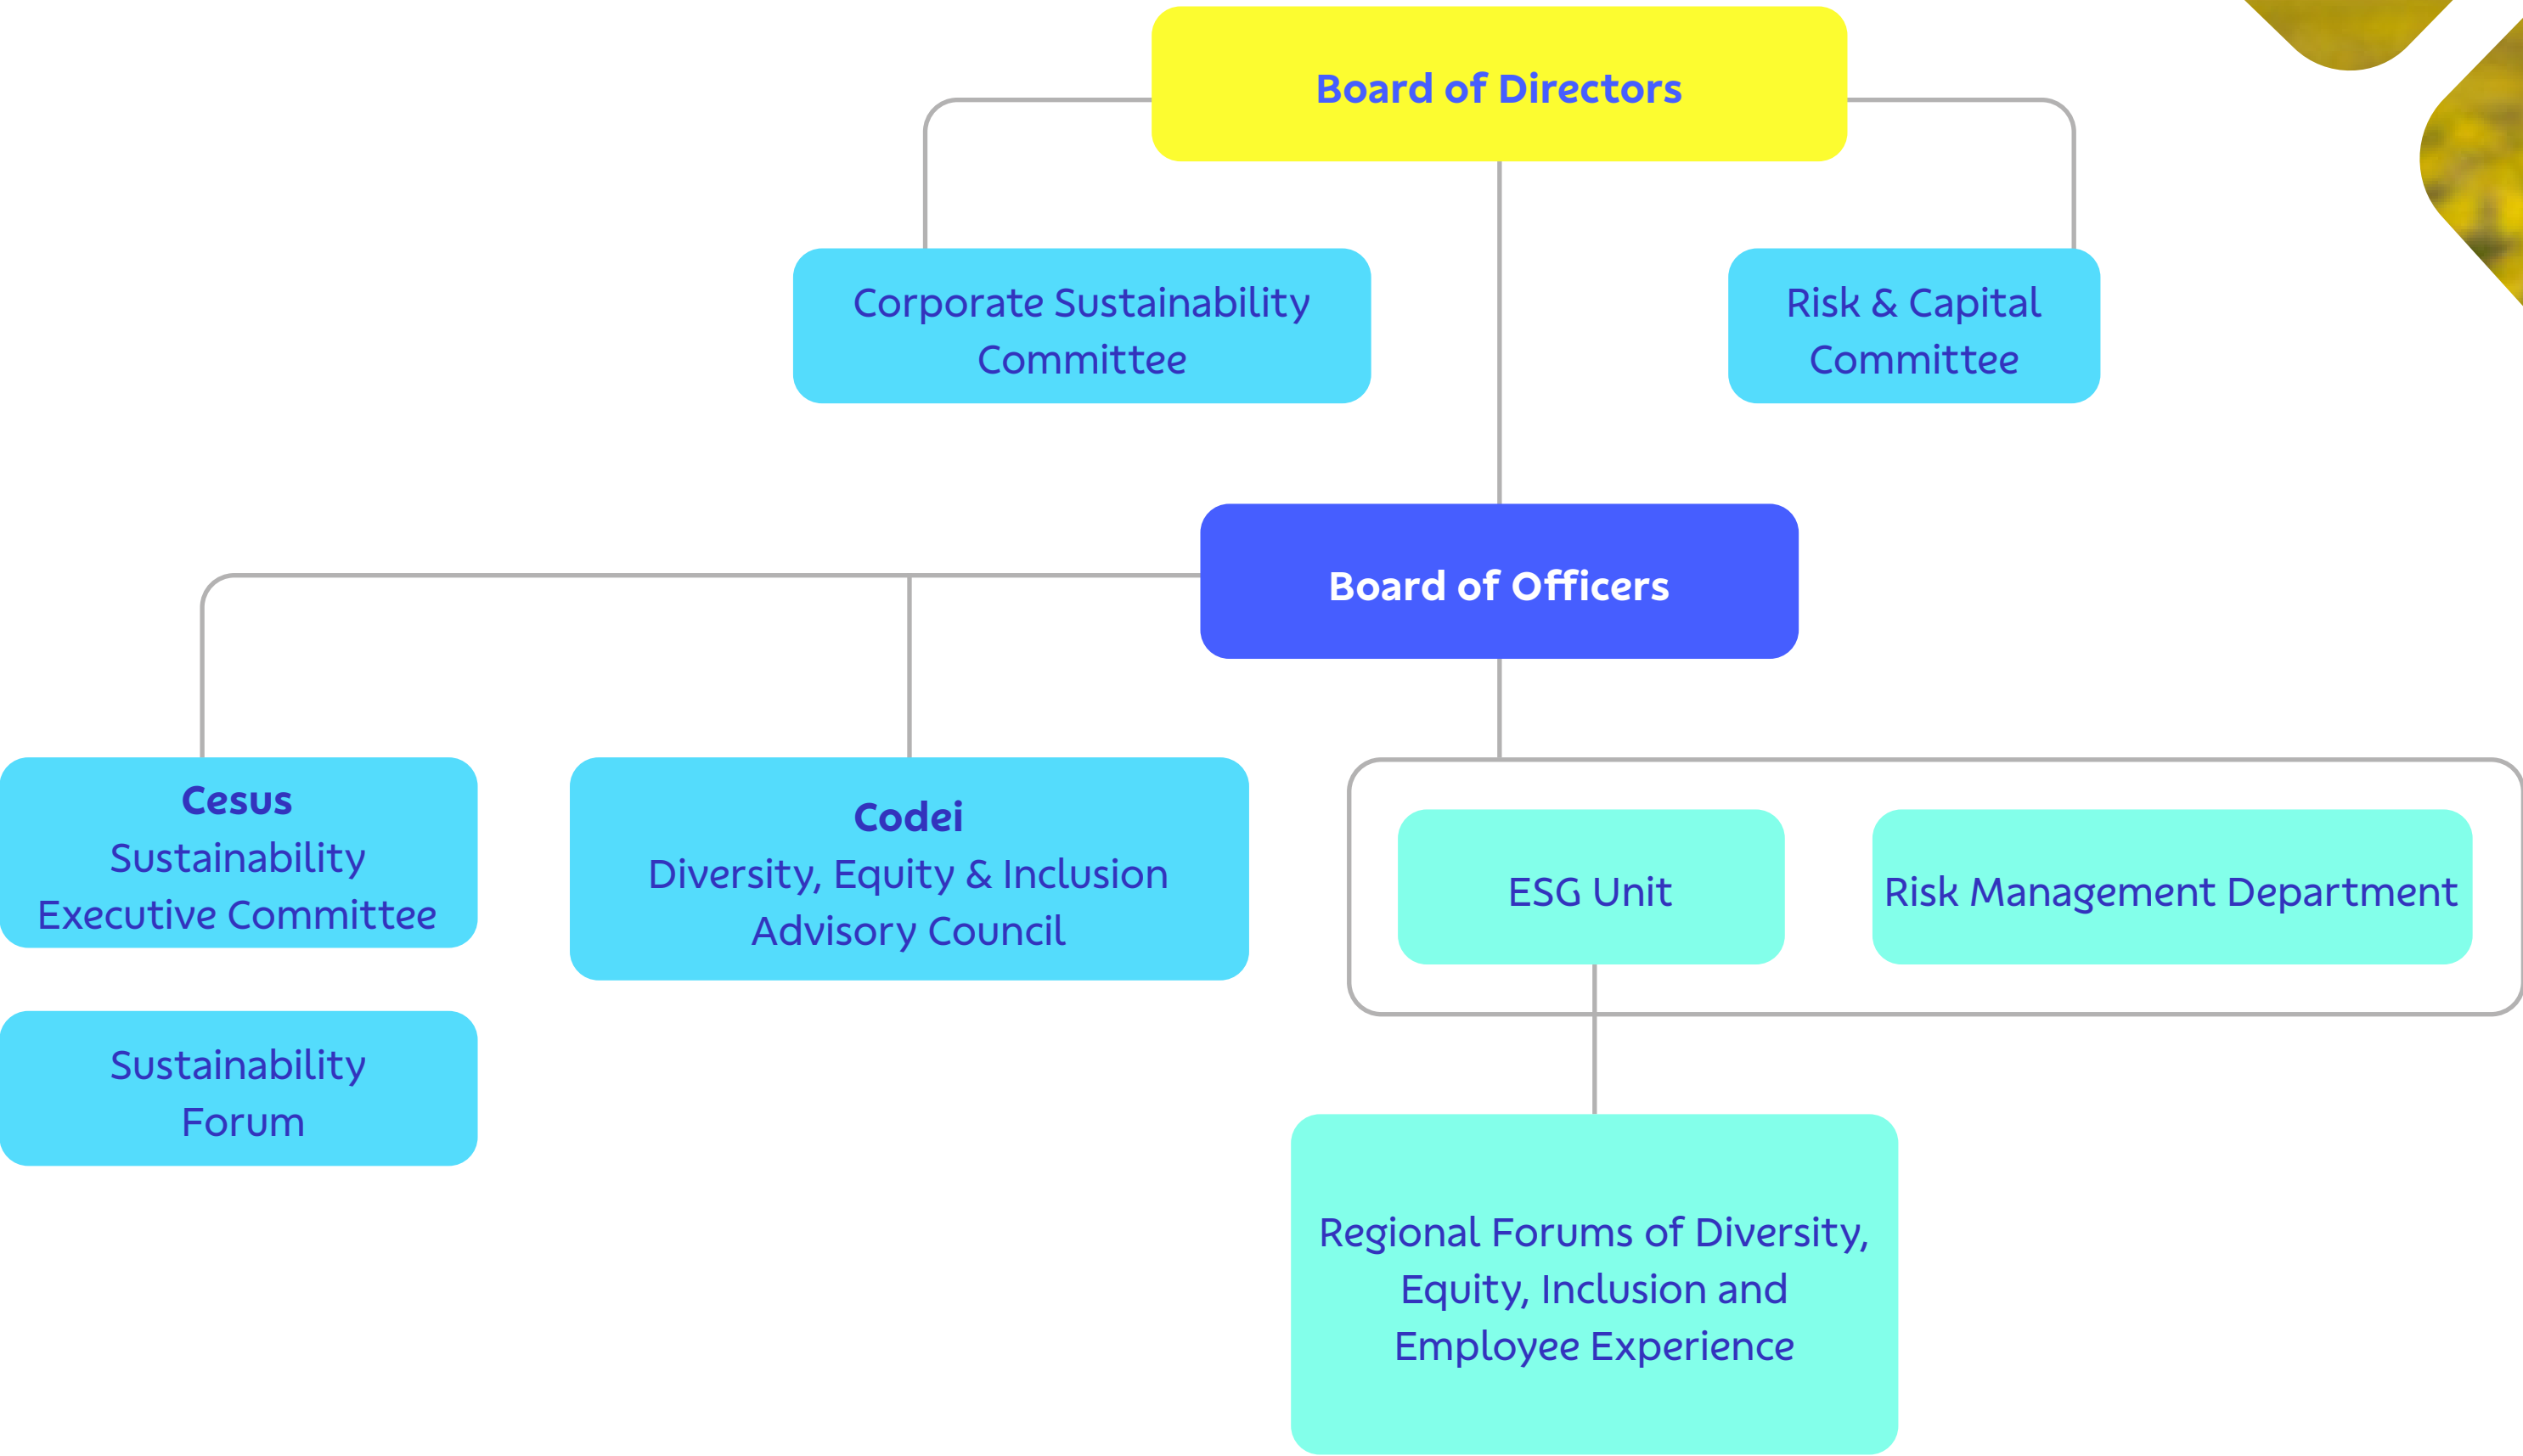 Board of Directors
Corporate Sustainability
Committee
Risk & Capital
Committee
Board of Officers
Cesus
Sustainability
Executive Committee
Codei
Diversity, Equity & Inclusion
Advisory Council
ESG Unit
Risk Management Department
Sustainability
Forum
Regional Forums of Diversity,
Equity, Inclusion and
Employee Experience